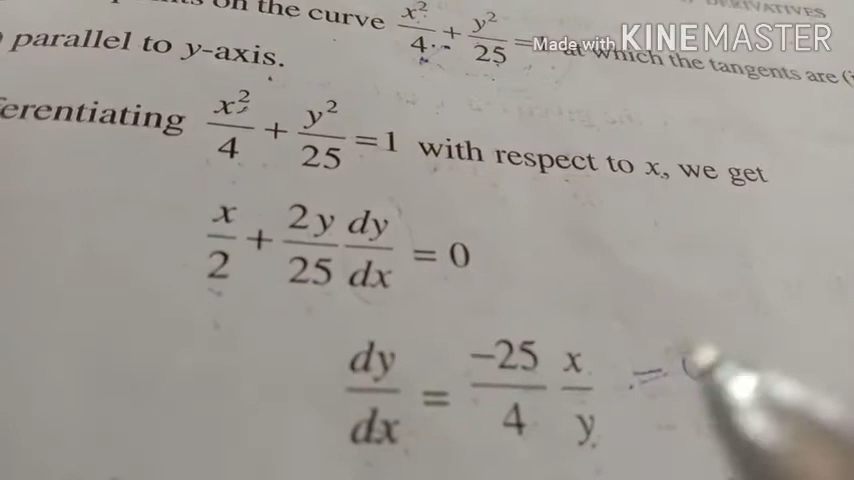 DERIVATIVES
on the curve x²/4 + y²/25 = 1 at which the tangents are (
parallel to y-axis.
Made with KINEMASTER
erentiating x²/4 + y²/25 = 1 with respect to x, we get
x/2 + 2y/25 dy/dx = 0
dy/dx = -25/4 x/y =